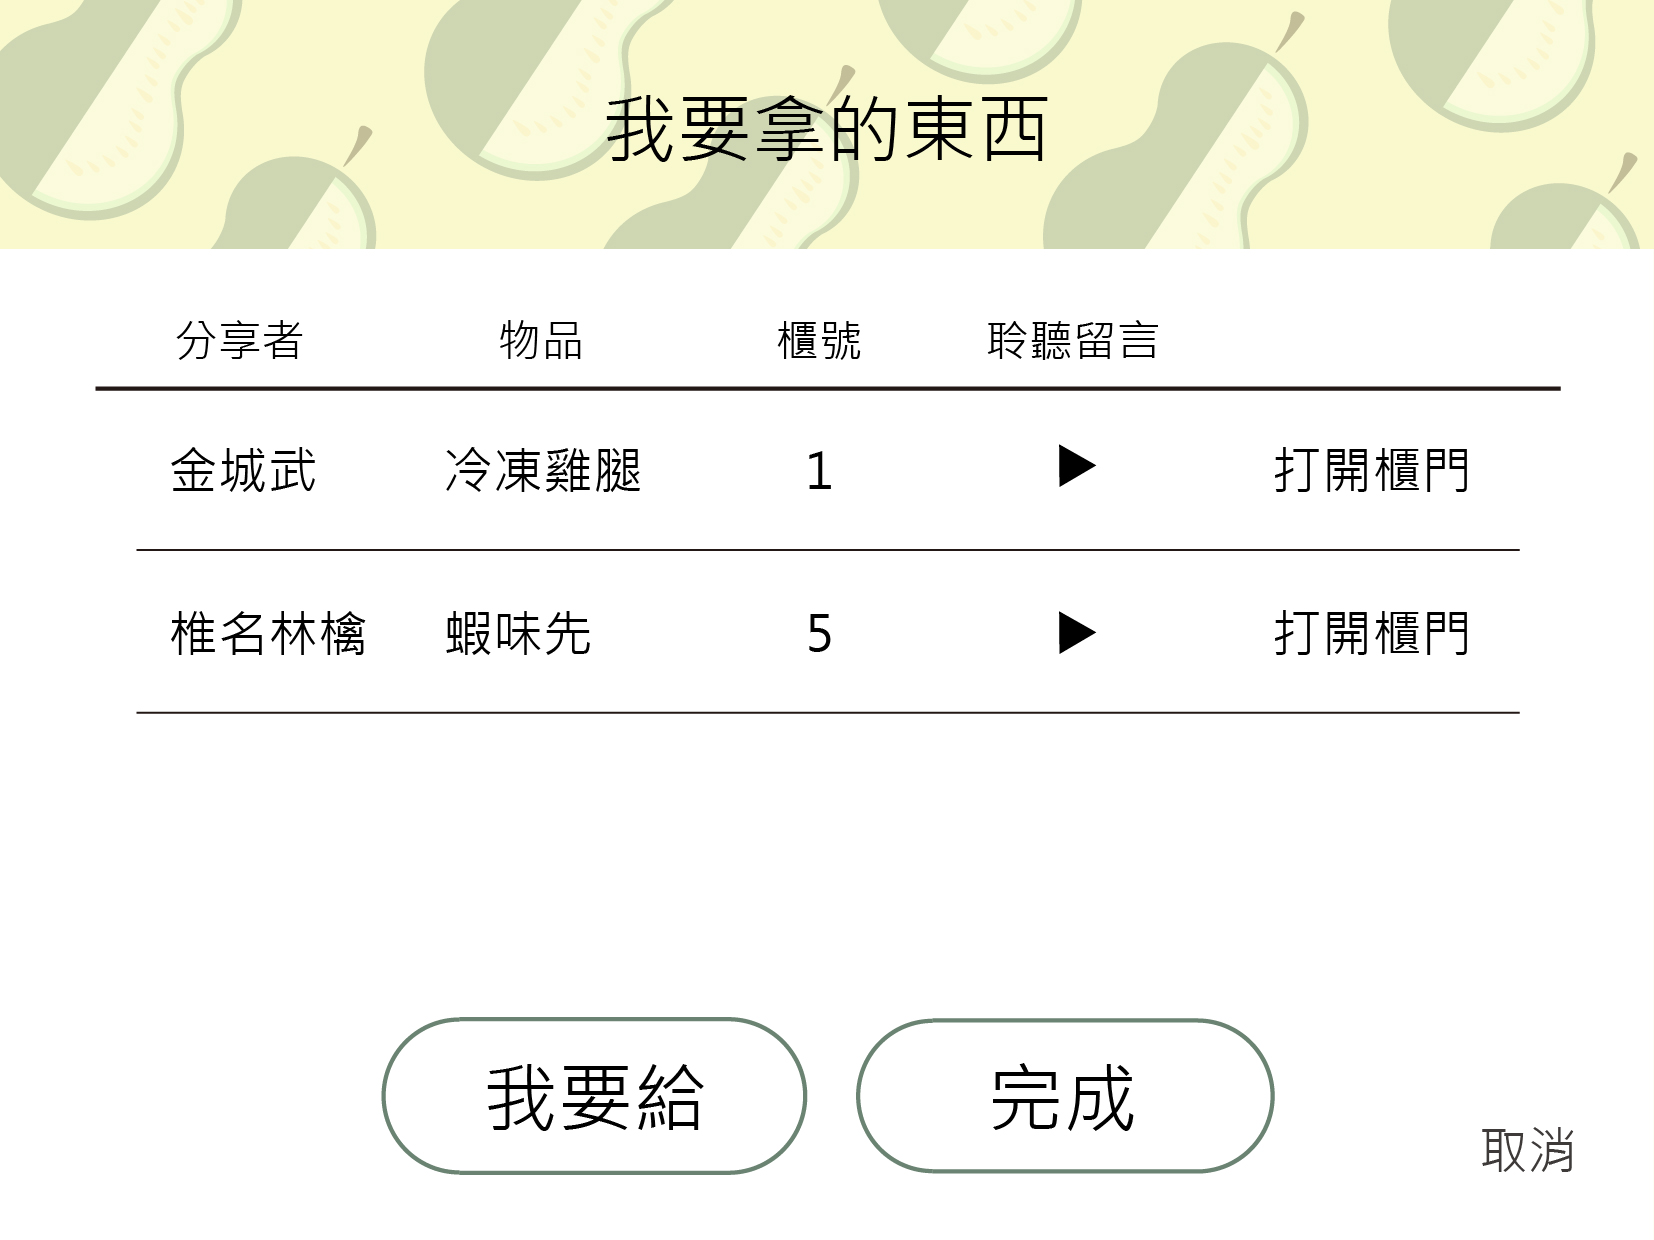 我要拿的東西
分享者 物品 櫃號 聆聽留言
金城武 冷凍雞腿 1 ▶ 打開櫃門
椎名林檎 蝦味先 5 ▶ 打開櫃門
我要給 完成
取消